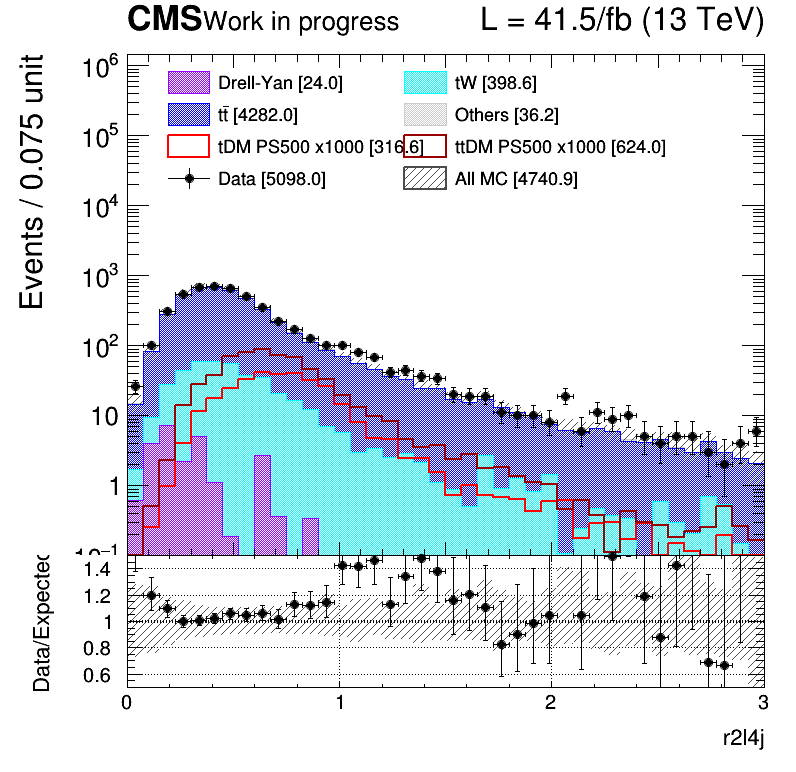 CMS Work in progress L = 41.5/fb (13 TeV)
Events / 0.075 unit
10⁶
10⁵
10⁴
10³
10²
10
1
10⁻¹
Drell-Yan [24.0] tW [398.6]
tt̄ [4282.0] Others [36.2]
tDM PS500 x1000 [316.6] ttDM PS500 x1000 [624.0]
Data [5098.0] All MC [4740.9]
Data/Expected
1.4
1.2
1
0.8
0.6
0 1 2 3
r2l4j